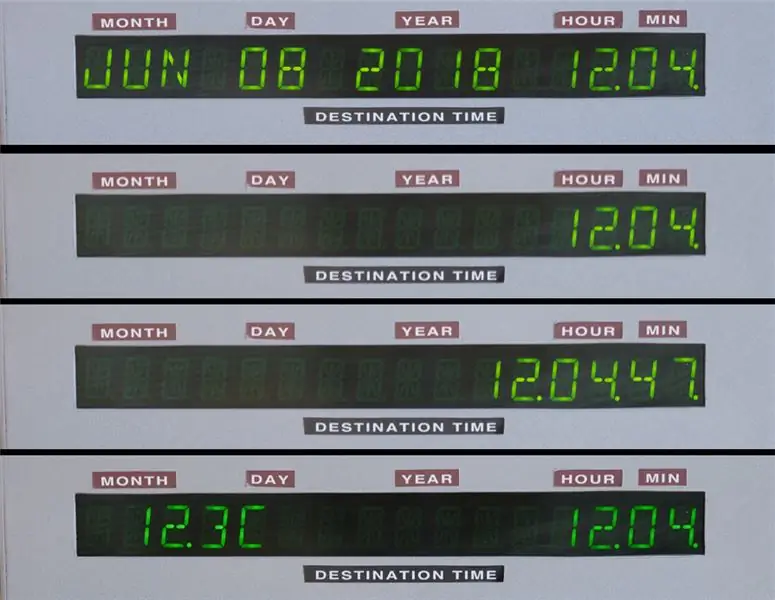 MONTH DAY YEAR HOUR MIN
JUN 08 2018 12.04.
DESTINATION TIME
MONTH DAY YEAR HOUR MIN
12.04.
DESTINATION TIME
MONTH DAY YEAR HOUR MIN
12.04.47.
DESTINATION TIME
MONTH DAY YEAR HOUR MIN
12.3C 12.04.
DESTINATION TIME